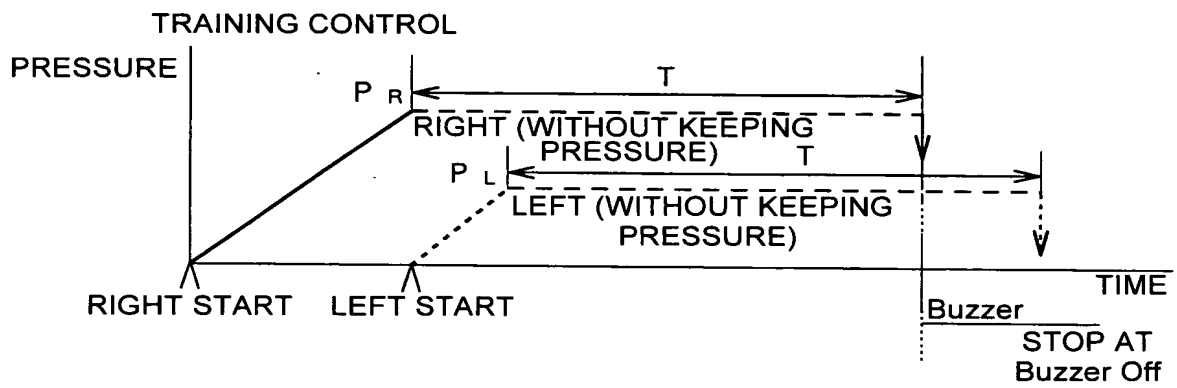 TRAINING CONTROL
PRESSURE
T
P R
RIGHT (WITHOUT KEEPING
PRESSURE)
T
P L
LEFT (WITHOUT KEEPING
PRESSURE)
TIME
RIGHT START
LEFT START
Buzzer
STOP AT
Buzzer Off